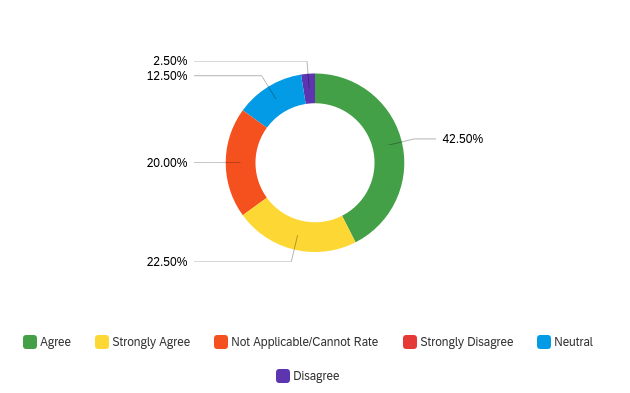 2.50%
12.50%
42.50%
20.00%
22.50%
Agree
Strongly Agree
Not Applicable/Cannot Rate
Strongly Disagree
Neutral
Disagree